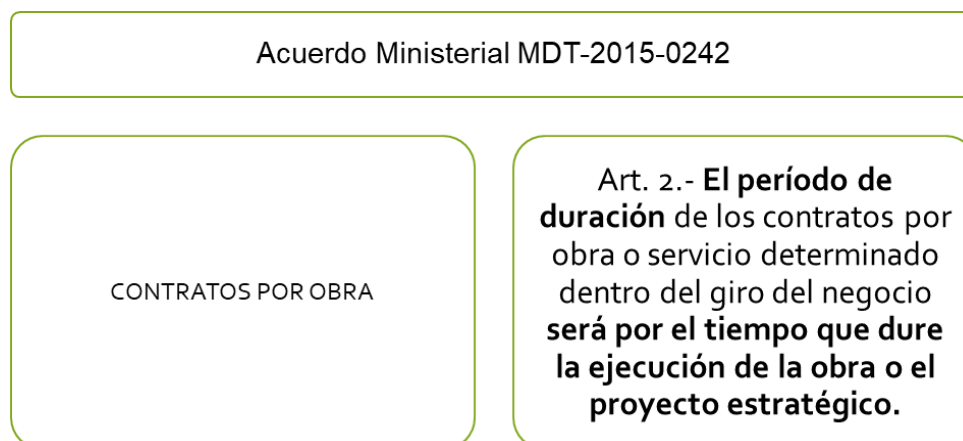 Acuerdo Ministerial MDT-2015-0242
CONTRATOS POR OBRA
Art. 2.- El período de
duración de los contratos por
obra o servicio determinado
dentro del giro del negocio
será por el tiempo que dure
la ejecución de la obra o el
proyecto estratégico.